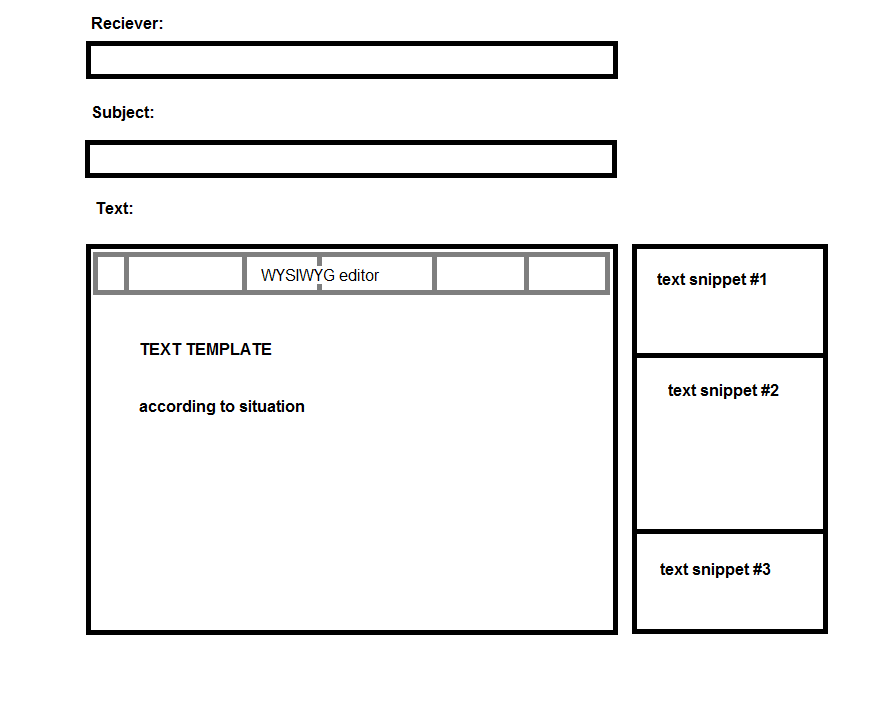 Reciever:
Subject:
Text:
WYSIWYG editor
TEXT TEMPLATE
according to situation
text snippet #1
text snippet #2
text snippet #3